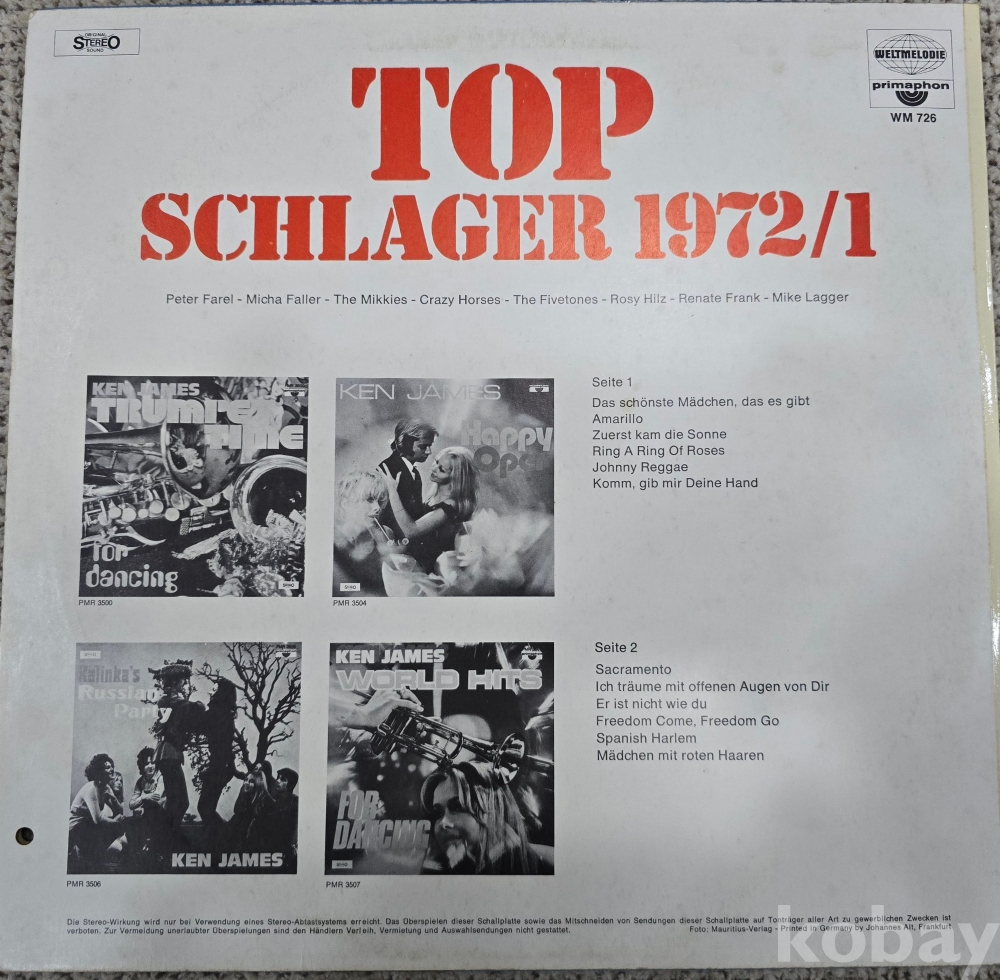 ORIGINAL
STEREO
SOUND
WELTMELODIE
primaphon
WM 726
TOP
SCHLAGER 1972/1
Peter Farel - Micha Faller - The Mikkies - Crazy Horses - The Fivetones - Rosy Hilz - Renate Frank - Mike Lagger
KEN JAMES
TRUMPET
TIME
for
dancing
PMR 3500
KEN JAMES
Happy
PMR 3504
Seite 1
Das schönste Mädchen, das es gibt
Amarillo
Zuerst kam die Sonne
Ring A Ring Of Roses
Johnny Reggae
Komm, gib mir Deine Hand
Kalinka's
Russian
Party
KEN JAMES
PMR 3506
KEN JAMES
WORLD HITS
FOR
DANCING
PMR 3507
Seite 2
Sacramento
Ich träume mit offenen Augen von Dir
Er ist nicht wie du
Freedom Come, Freedom Go
Spanish Harlem
Mädchen mit roten Haaren
Die Stereo-Wirkung wird nur bei Verwendung eines Stereo-Abtastsystems erreicht. Das Überspielen dieser Schallplatte sowie das Mitschneiden von Sendungen dieser Schallplatte auf Tonträger aller Art zu gewerblichen Zwecken ist
verboten. Zur Vermeidung unerlaubter Überspielungen sind den Händlern Verleih, Vermietung und Auswahlsendungen nicht gestattet.
Foto: Mauritius-Verlag - Printed in Germany by Johannes Alt, Frankfurt
kobay